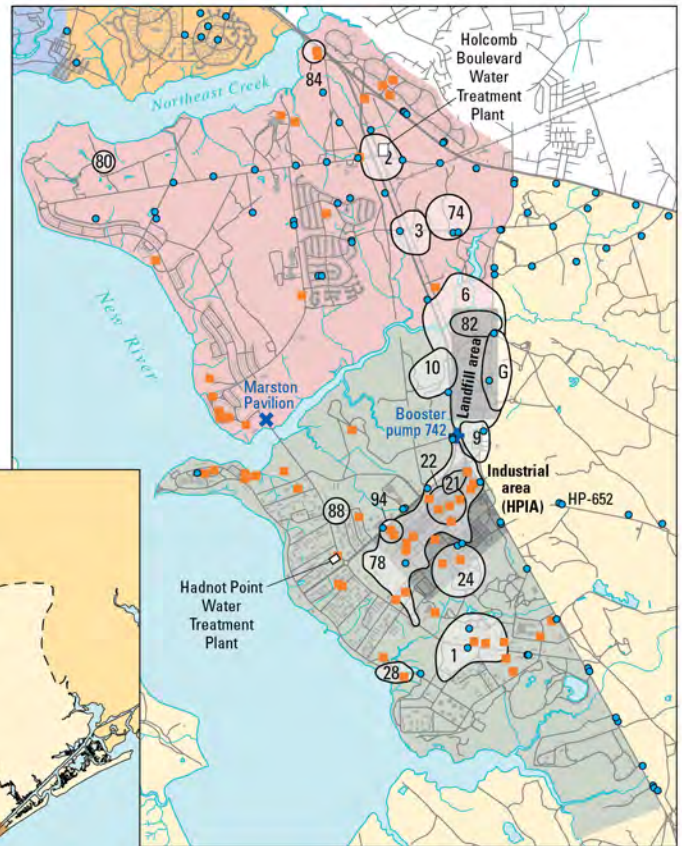 Holcomb
Boulevard
Water
Treatment
Plant
84
Northeast Creek
80
2
74
3
New River
6
82
Landfill area
G
10
Marston
Pavilion
Booster
pump 742
9
22
21
Industrial
area
(HPIA)
HP-652
94
88
78
24
Hadnot Point
Water
Treatment
Plant
1
28